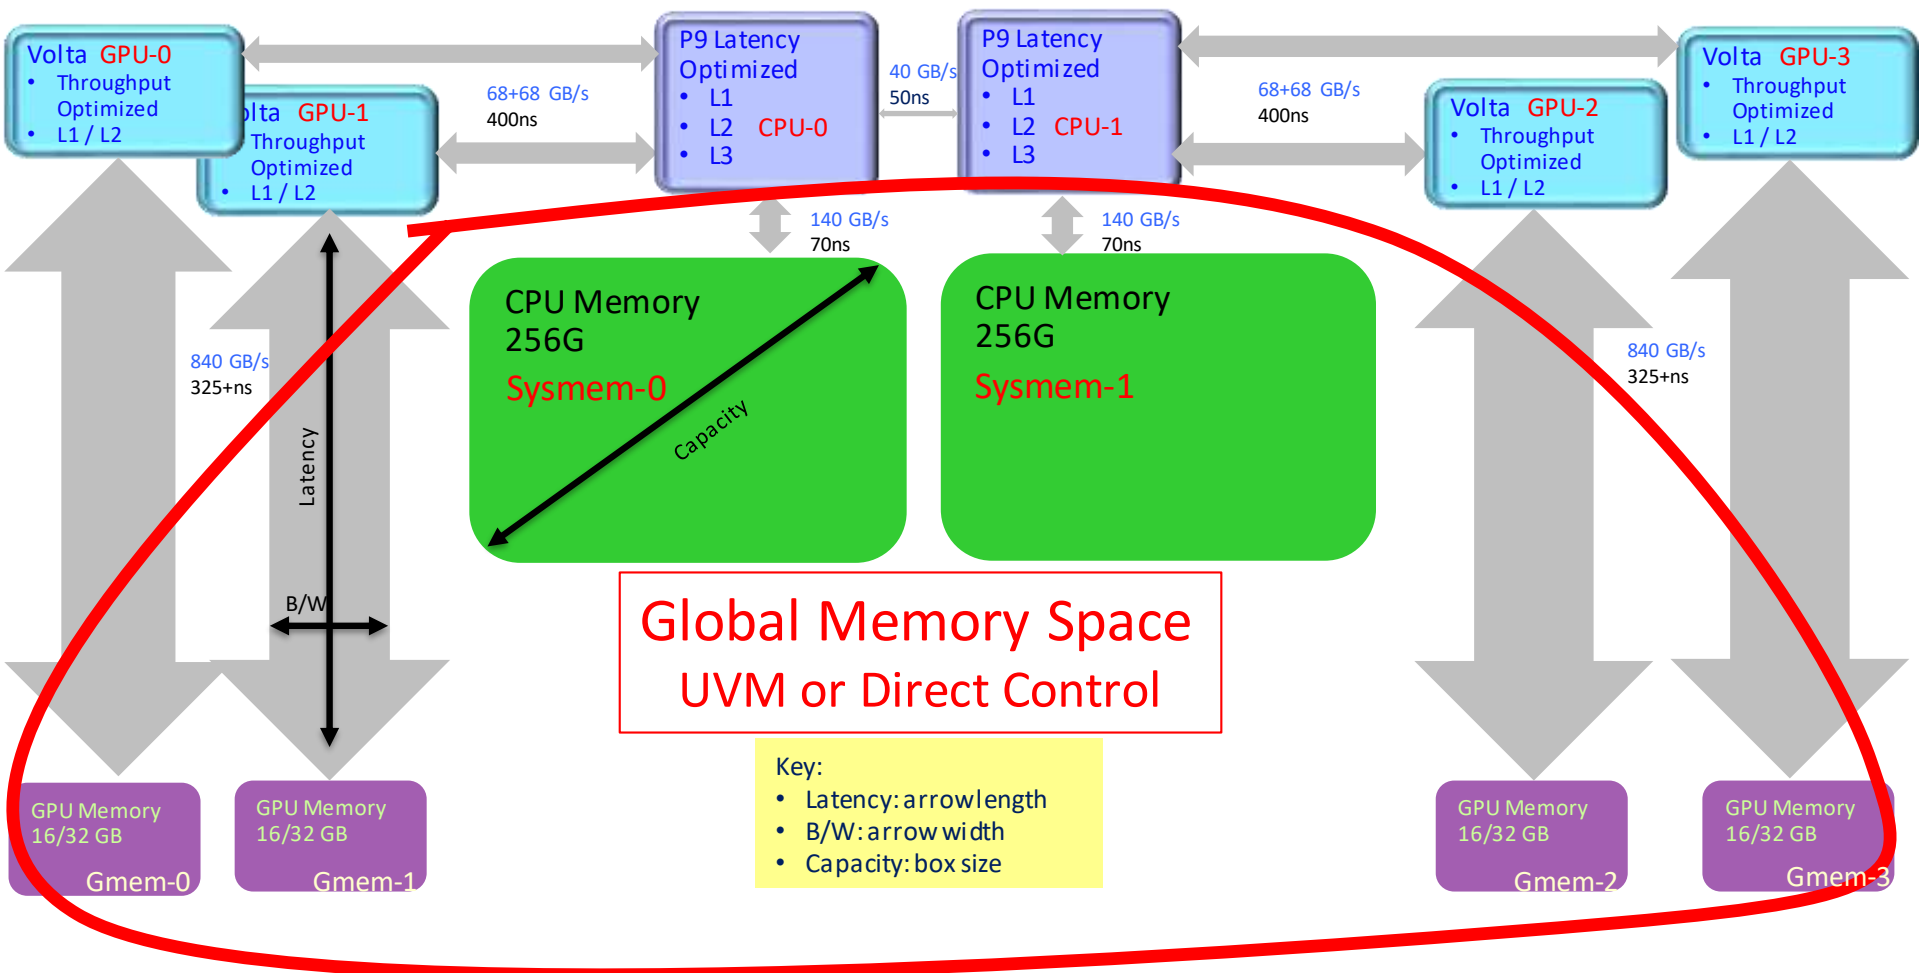 Volta GPU-0
• Throughput
Optimized
• L1 / L2
olta GPU-1
Throughput
Optimized
• L1 / L2
68+68 GB/s
400ns
P9 Latency
Optimized
• L1
• L2 CPU-0
• L3
40 GB/s
50ns
P9 Latency
Optimized
• L1
• L2 CPU-1
• L3
68+68 GB/s
400ns
Volta GPU-2
• Throughput
Optimized
• L1 / L2
Volta GPU-3
• Throughput
Optimized
• L1 / L2
140 GB/s
70ns
140 GB/s
70ns
CPU Memory
256G
Sysmem-0
Capacity
CPU Memory
256G
Sysmem-1
840 GB/s
325+ns
Latency
B/W
840 GB/s
325+ns
Global Memory Space
UVM or Direct Control
Key:
• Latency: arrow length
• B/W: arrow width
• Capacity: box size
GPU Memory
16/32 GB
Gmem-0
GPU Memory
16/32 GB
Gmem-1
GPU Memory
16/32 GB
Gmem-2
GPU Memory
16/32 GB
Gmem-3